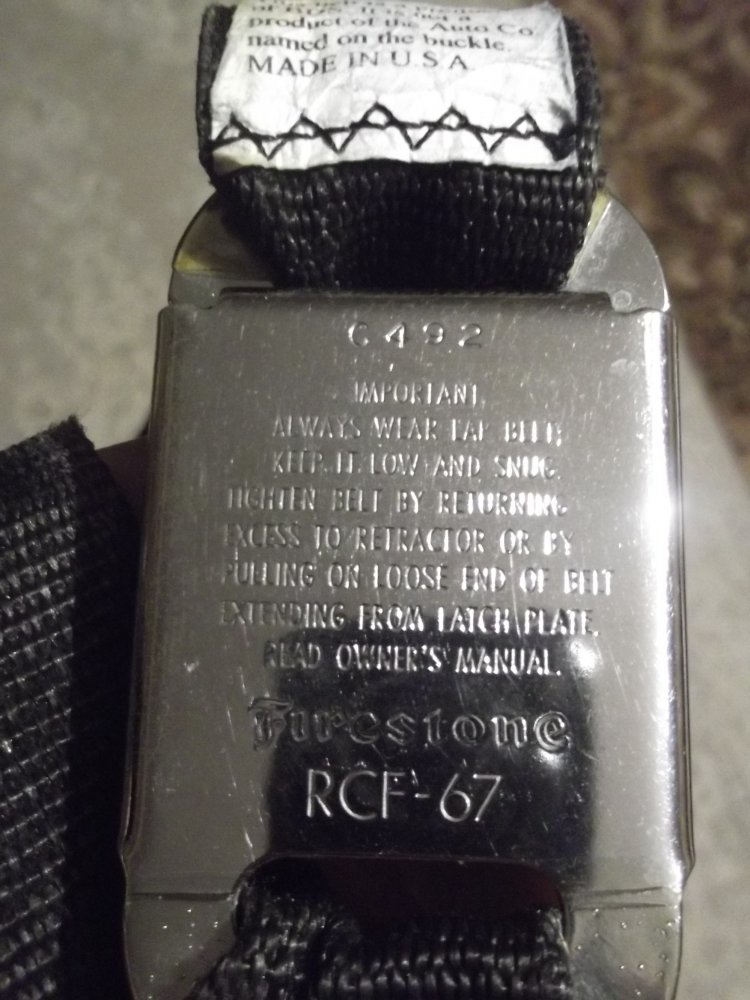 product of the Auto Co.
named on the buckle.
MADE IN U.S.A
C492
IMPORTANT
ALWAYS WEAR LAP BELT;
KEEP IT LOW AND SNUG.
TIGHTEN BELT BY RETURNING
EXCESS TO RETRACTOR OR BY
PULLING ON LOOSE END OF BELT
EXTENDING FROM LATCH PLATE.
READ OWNER'S MANUAL.
Firestone
RCF-67